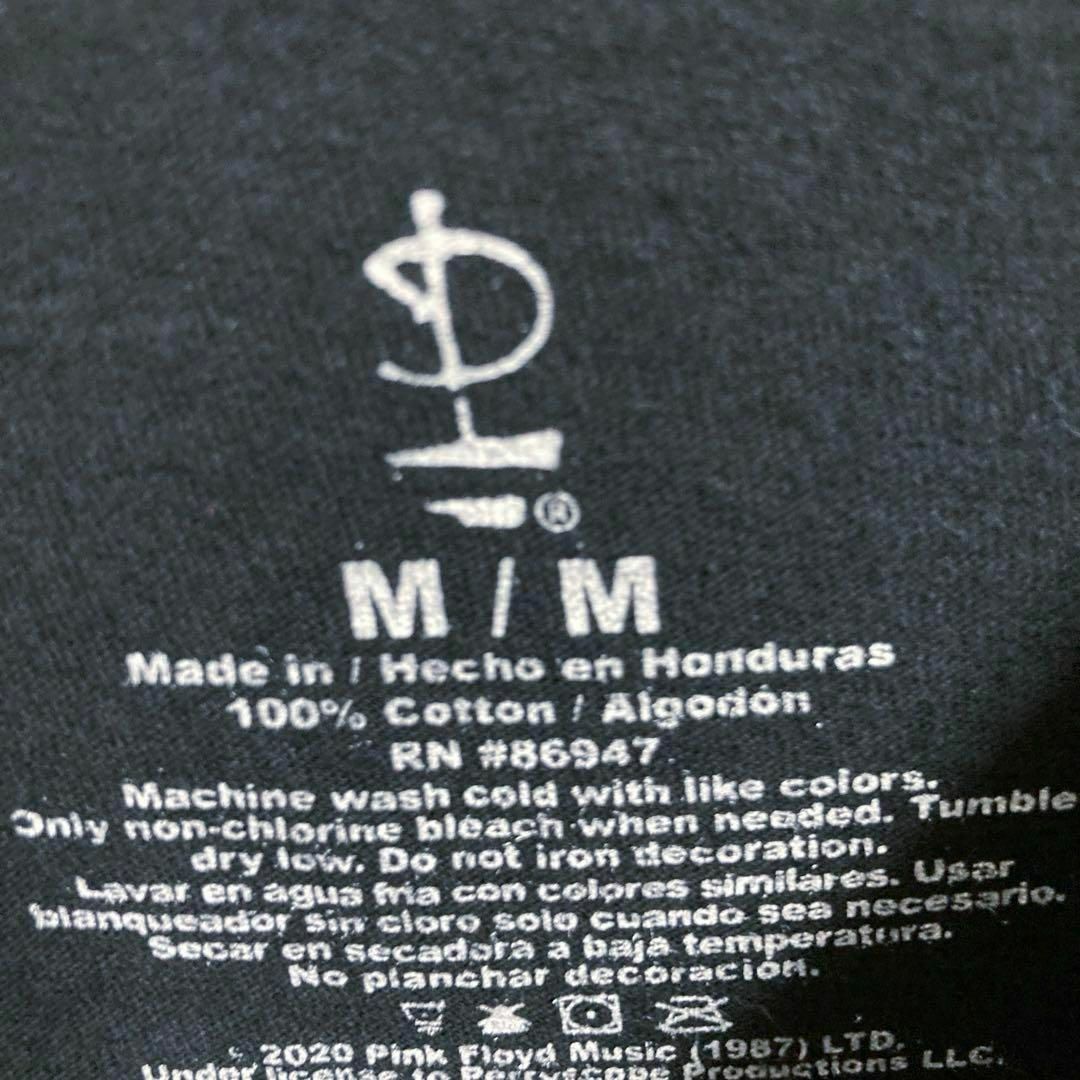 ®
M / M
Made in / Hecho en Honduras
100% Cotton / Algodón
RN #86947
Machine wash cold with like colors.
Only non-chlorine bleach when needed. Tumble
dry low. Do not iron decoration.
Lavar en agua fria con colores similares. Usar
blanqueador sin cloro solo cuando sea necesario.
Secar en secadora a baja temperatura.
No planchar decoración.
2020 Pink Floyd Music (1987) LTD.
Under license to Perryscope Productions LLC.